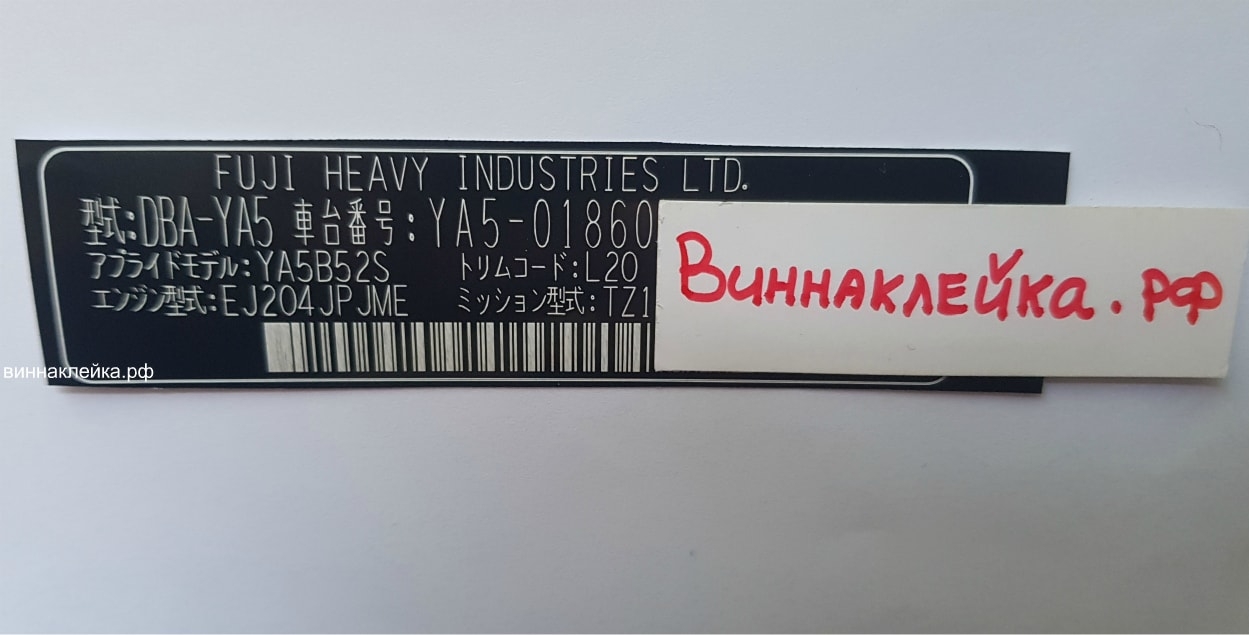 FUJI HEAVY INDUSTRIES LTD.
型式:DBA-YA5 車台番号:YA5-01860
アプライドモデル:YA5B52S トリムコード:L20
エンジン型式:EJ204JPJME ミッション型式:TZ1
Виннаклейка.рф
виннаклейка.рф